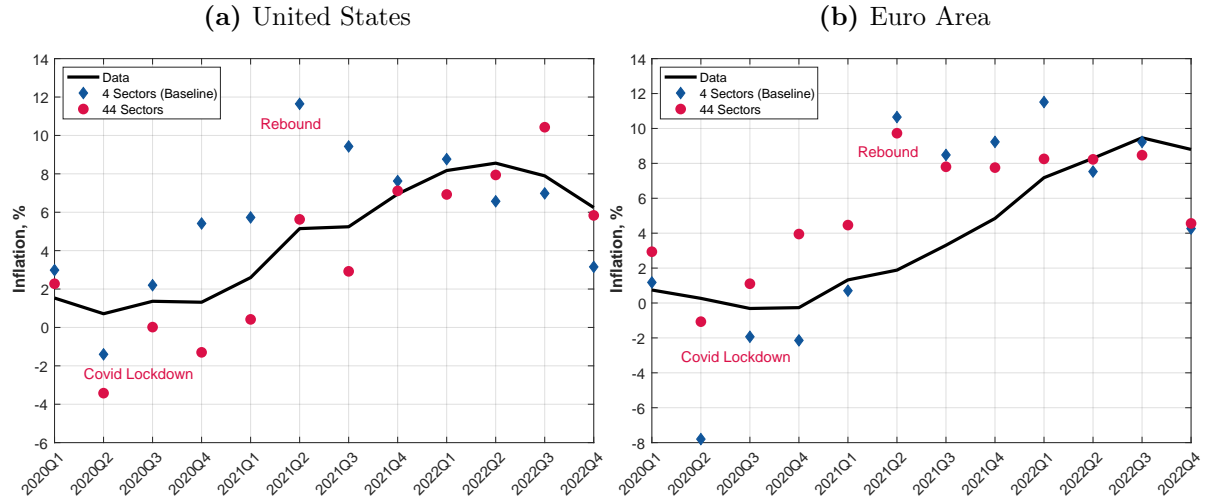 (a) United States
Inflation, %
14
12
10
8
6
4
2
0
-2
-4
-6
Data
4 Sectors (Baseline)
44 Sectors
Rebound
Covid Lockdown
2020Q1
2020Q2
2020Q3
2020Q4
2021Q1
2021Q2
2021Q3
2021Q4
2022Q1
2022Q2
2022Q3
2022Q4
(b) Euro Area
Inflation, %
14
12
10
8
6
4
2
0
-2
-4
-6
-8
Data
4 Sectors (Baseline)
44 Sectors
Rebound
Covid Lockdown
2020Q1
2020Q2
2020Q3
2020Q4
2021Q1
2021Q2
2021Q3
2021Q4
2022Q1
2022Q2
2022Q3
2022Q4